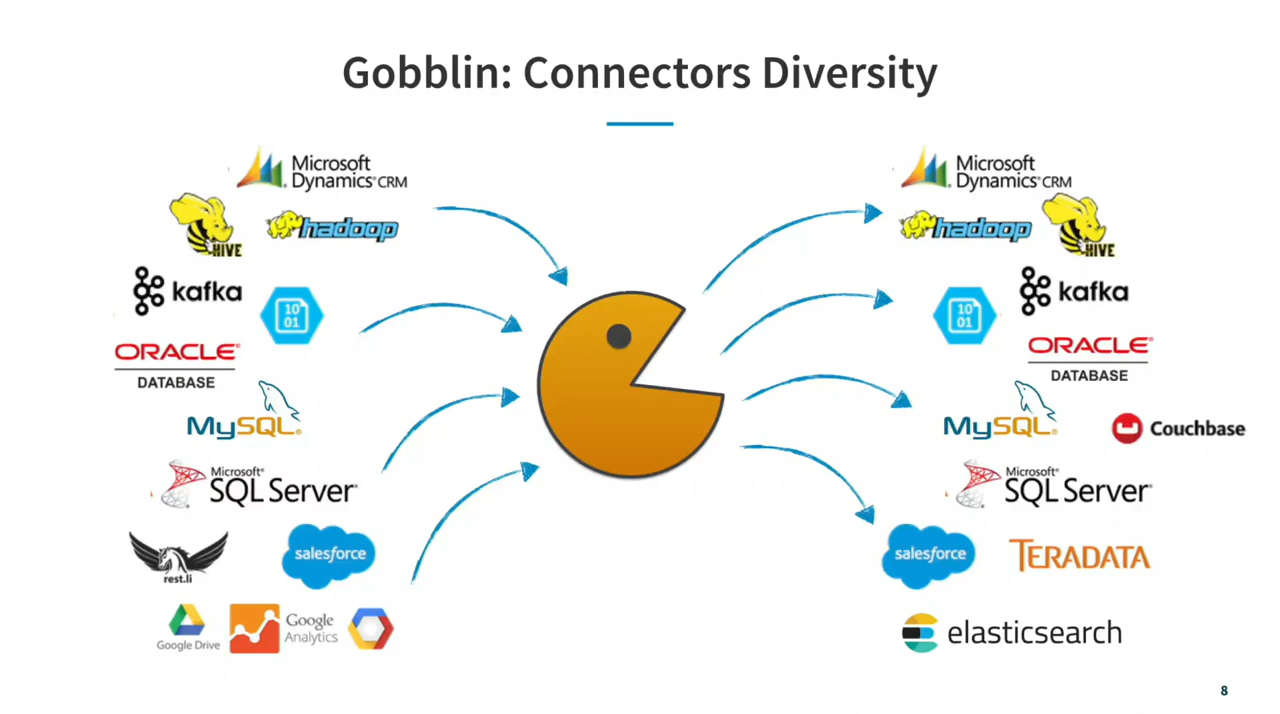 Gobblin: Connectors Diversity
Microsoft
Dynamics CRM
HIVE
hadoop
kafka
10
01
ORACLE®
DATABASE
MySQL®
Microsoft®
SQL Server®
rest.li
salesforce
Google Drive
Google
Analytics
Microsoft
Dynamics CRM
hadoop
HIVE
10
01
kafka
ORACLE®
DATABASE
MySQL®
Couchbase
Microsoft®
SQL Server®
salesforce
TERADATA
elasticsearch
8